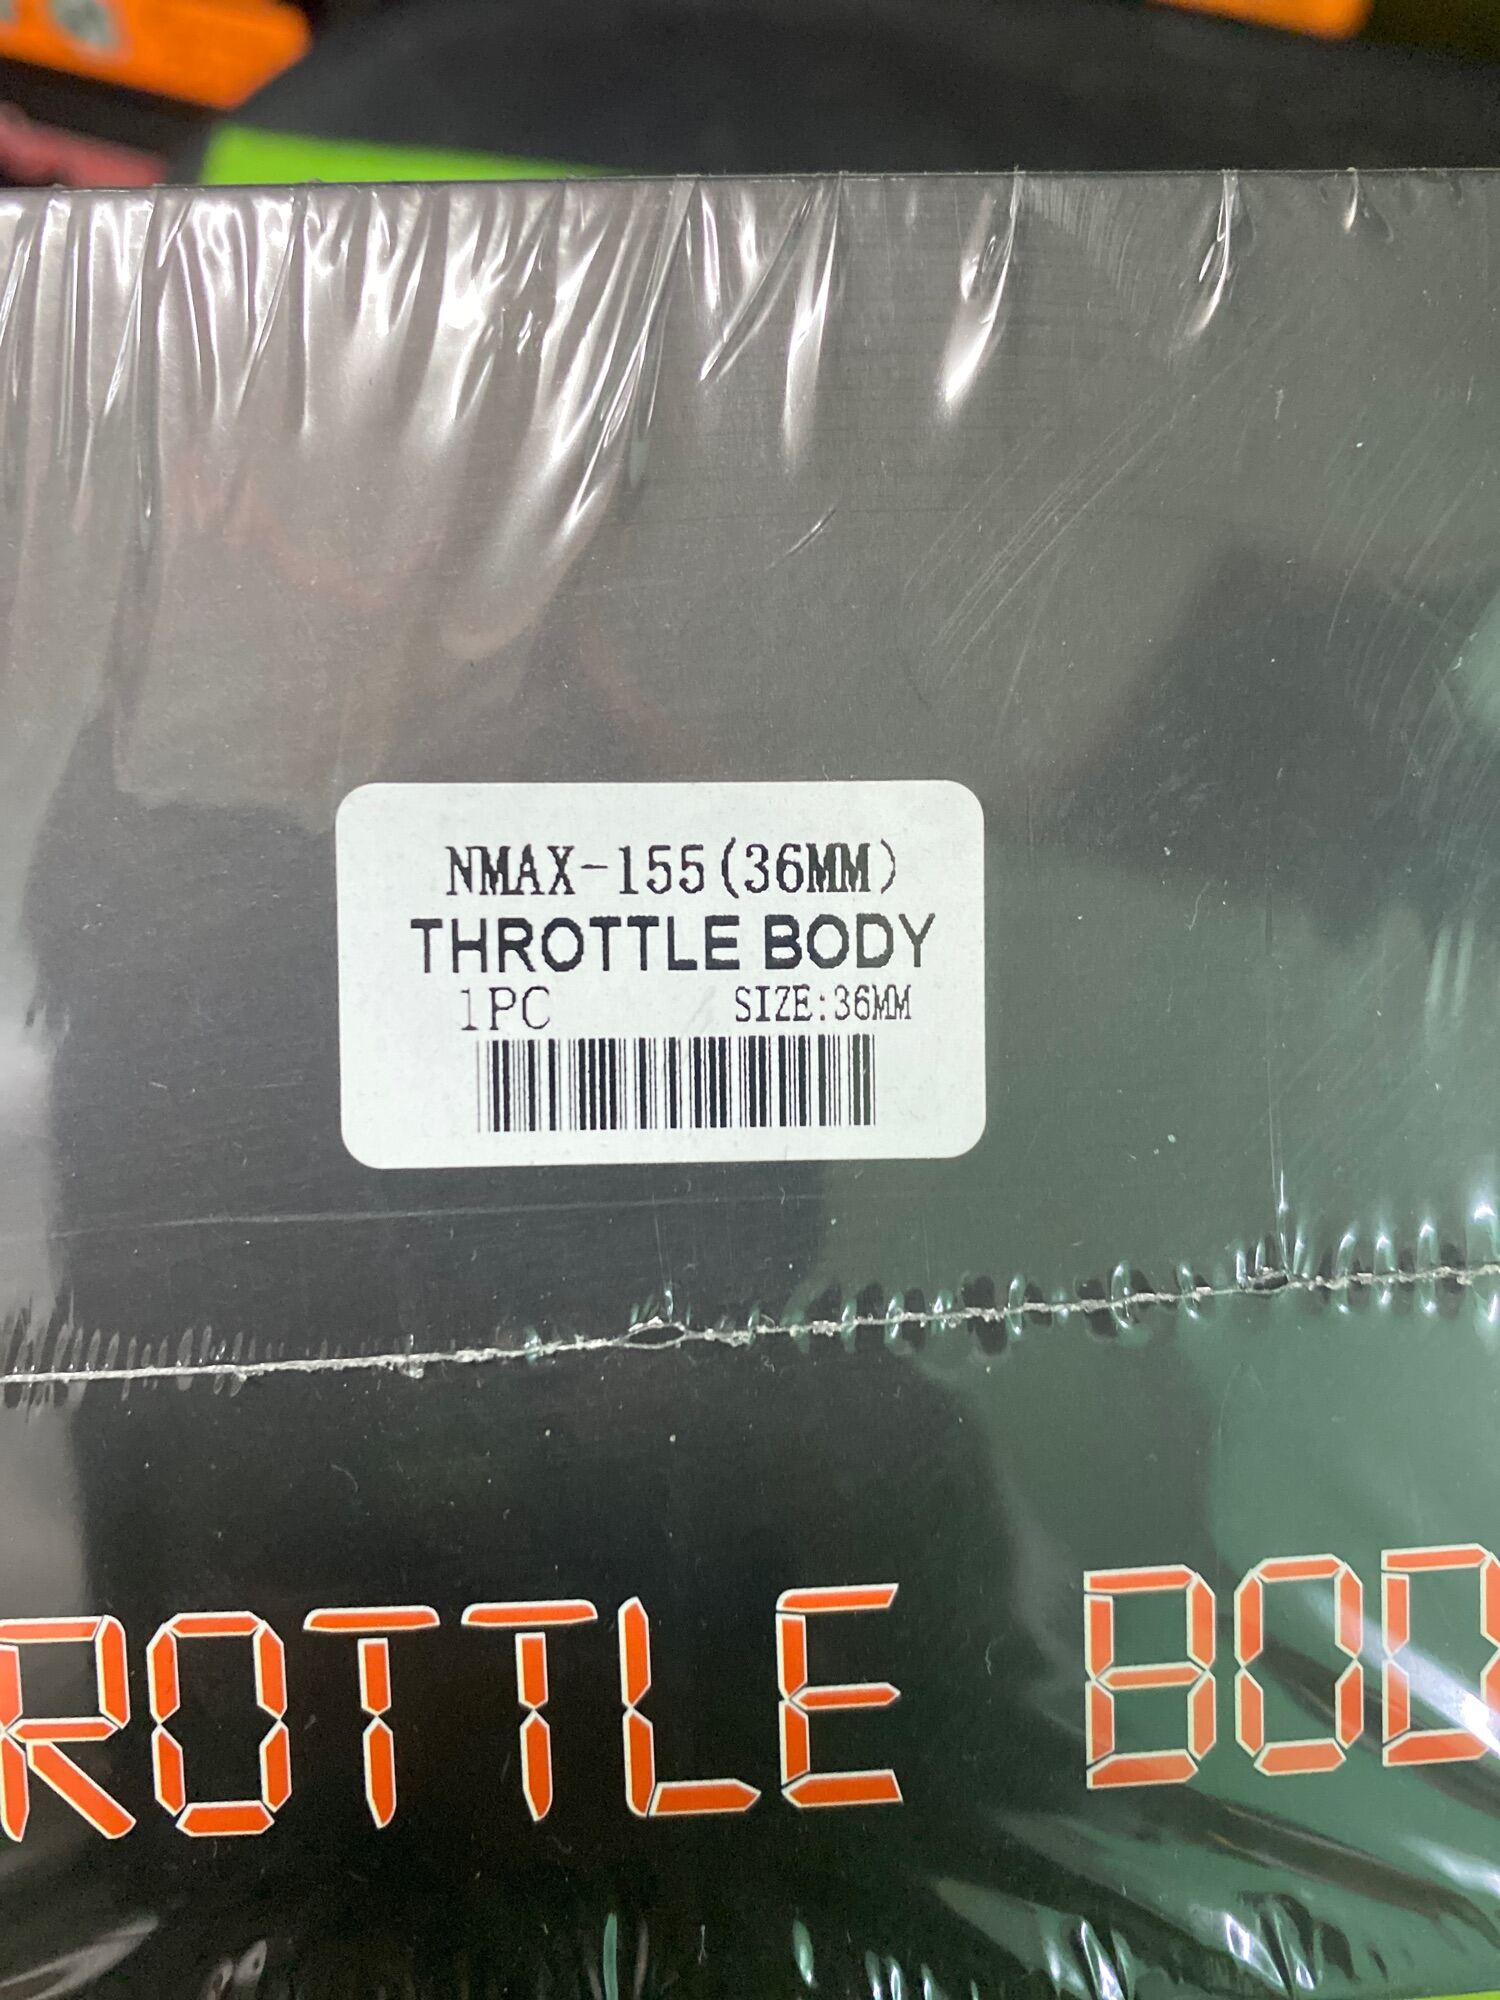 NMAX-155(36MM)
THROTTLE BODY
1PC SIZE:36MM
ROTTLE BOD